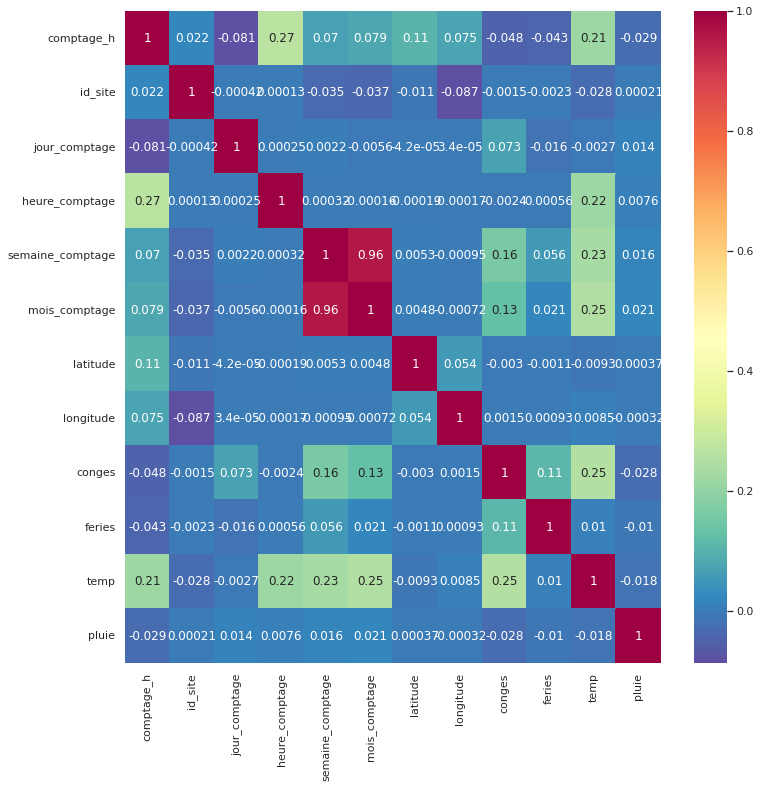 comptage_h 1 0.022 -0.081 0.27 0.07 0.079 0.11 0.075 -0.048 -0.043 0.21 -0.029
id_site 0.022 1 -0.00042 0.00013 -0.035 -0.037 -0.011 -0.087 -0.0015 -0.0023 -0.028 0.00021
jour_comptage -0.081 -0.00042 1 0.00025 0.0022 -0.0056 -4.2e-05 3.4e-05 0.073 -0.016 -0.0027 0.014
heure_comptage 0.27 0.00013 0.00025 1 0.00032 -0.00016 -0.00019 -0.00017 -0.0024 0.00056 0.22 0.0076
semaine_comptage 0.07 -0.035 0.0022 0.00032 1 0.96 0.0053 -0.00095 0.16 0.056 0.23 0.016
mois_comptage 0.079 -0.037 -0.0056 -0.00016 0.96 1 0.0048 -0.00072 0.13 0.021 0.25 0.021
latitude 0.11 -0.011 -4.2e-05 -0.00019 0.0053 0.0048 1 0.054 -0.003 -0.0011 -0.0093 0.00037
longitude 0.075 -0.087 3.4e-05 -0.00017 -0.00095 -0.00072 0.054 1 0.0015 0.00093 0.0085 -0.00032
conges -0.048 -0.0015 0.073 -0.0024 0.16 0.13 -0.003 0.0015 1 0.11 0.25 -0.028
feries -0.043 -0.0023 -0.016 0.00056 0.056 0.021 -0.0011 0.00093 0.11 1 0.01 -0.01
temp 0.21 -0.028 -0.0027 0.22 0.23 0.25 -0.0093 0.0085 0.25 0.01 1 -0.018
pluie -0.029 0.00021 0.014 0.0076 0.016 0.021 0.00037 -0.00032 -0.028 -0.01 -0.018 1
comptage_h id_site jour_comptage heure_comptage semaine_comptage mois_comptage latitude longitude conges feries temp pluie
1.0
0.8
0.6
0.4
0.2
0.0